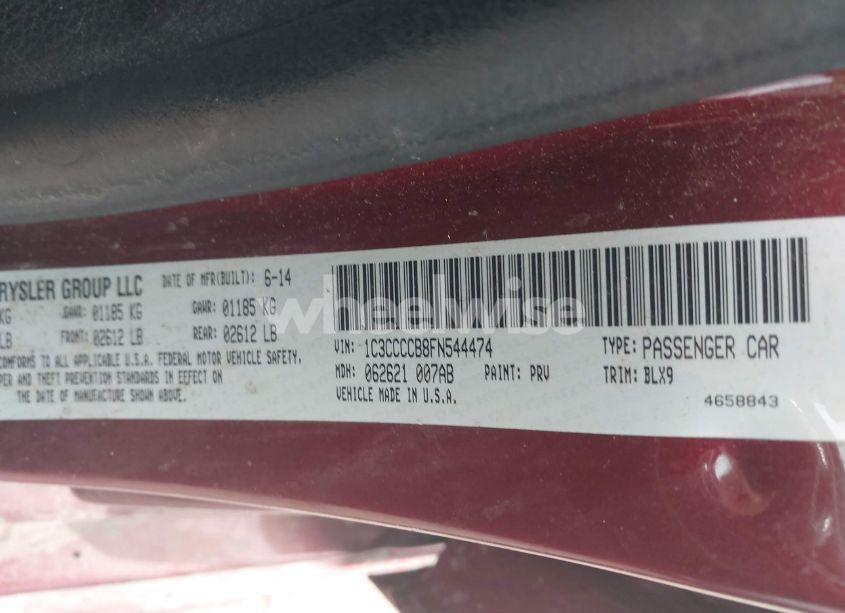 RYSLER GROUP LLC DATE OF MFR(BUILT): 6-14
KG GAWR: 01185 KG GAWR: 01185 KG
LB FRONT: 02612 LB REAR: 02612 LB
CONFORMS TO ALL APPLICABLE U.S.A. FEDERAL MOTOR VEHICLE SAFETY,
PER AND THEFT PREVENTION STANDARDS IN EFFECT ON
THE DATE OF MANUFACTURE SHOWN ABOVE.
wheelwise
VIN: 1C3CCCCB8FN544474 TYPE: PASSENGER CAR
MDH: 062621 007AB PAINT: PRV TRIM: BLX9
VEHICLE MADE IN U.S.A. 4658843